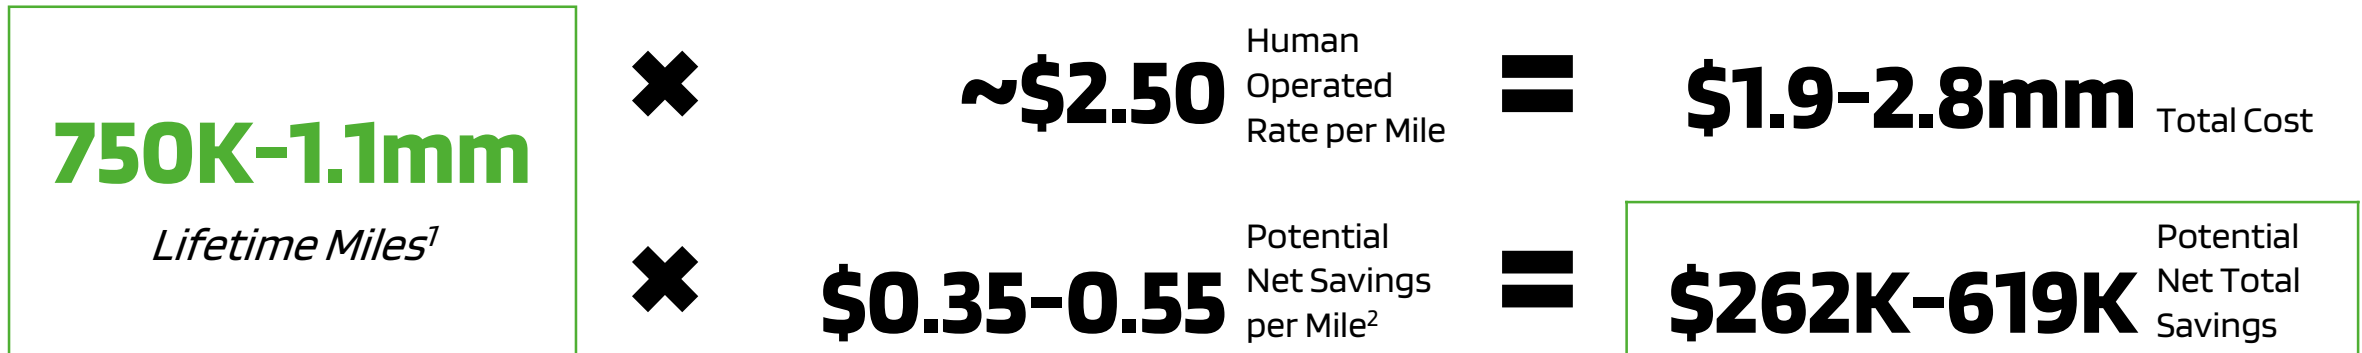 750K–1.1mm
Lifetime Miles¹
✖
~$2.50
Human
Operated
Rate per Mile
=
$1.9–2.8mm
Total Cost
✖
$0.35–0.55
Potential
Net Savings
per Mile²
=
$262K–619K
Potential
Net Total
Savings